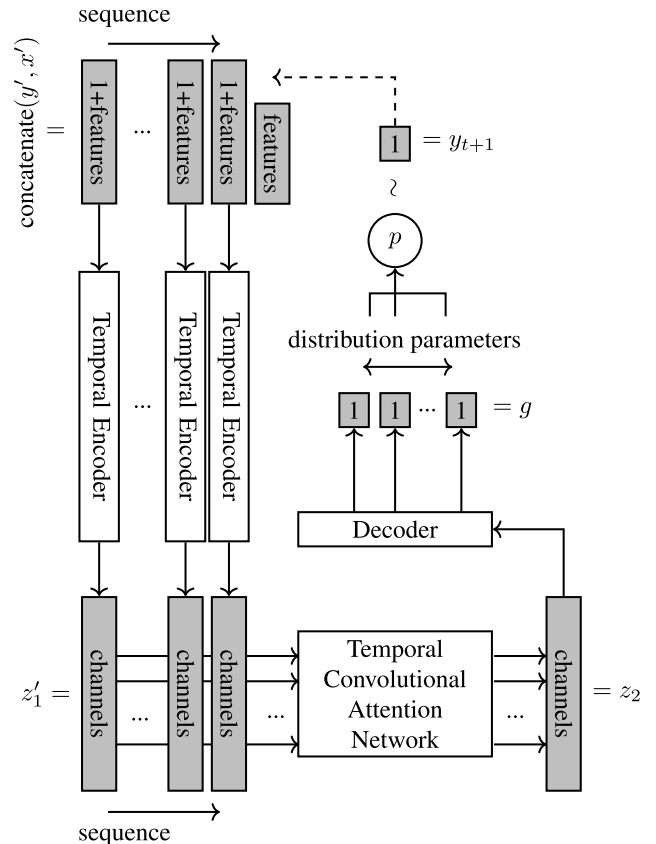 sequence
concatenate(y′, x′)
=
1+features
...
1+features
1+features
features
1 = y_{t+1}
~
p
distribution parameters
Temporal Encoder
...
Temporal Encoder
Temporal Encoder
1 1 ... 1 = g
Decoder
z′_1 =
channels
...
channels
channels
...
Temporal
Convolutional
Attention
Network
...
channels
= z_2
sequence